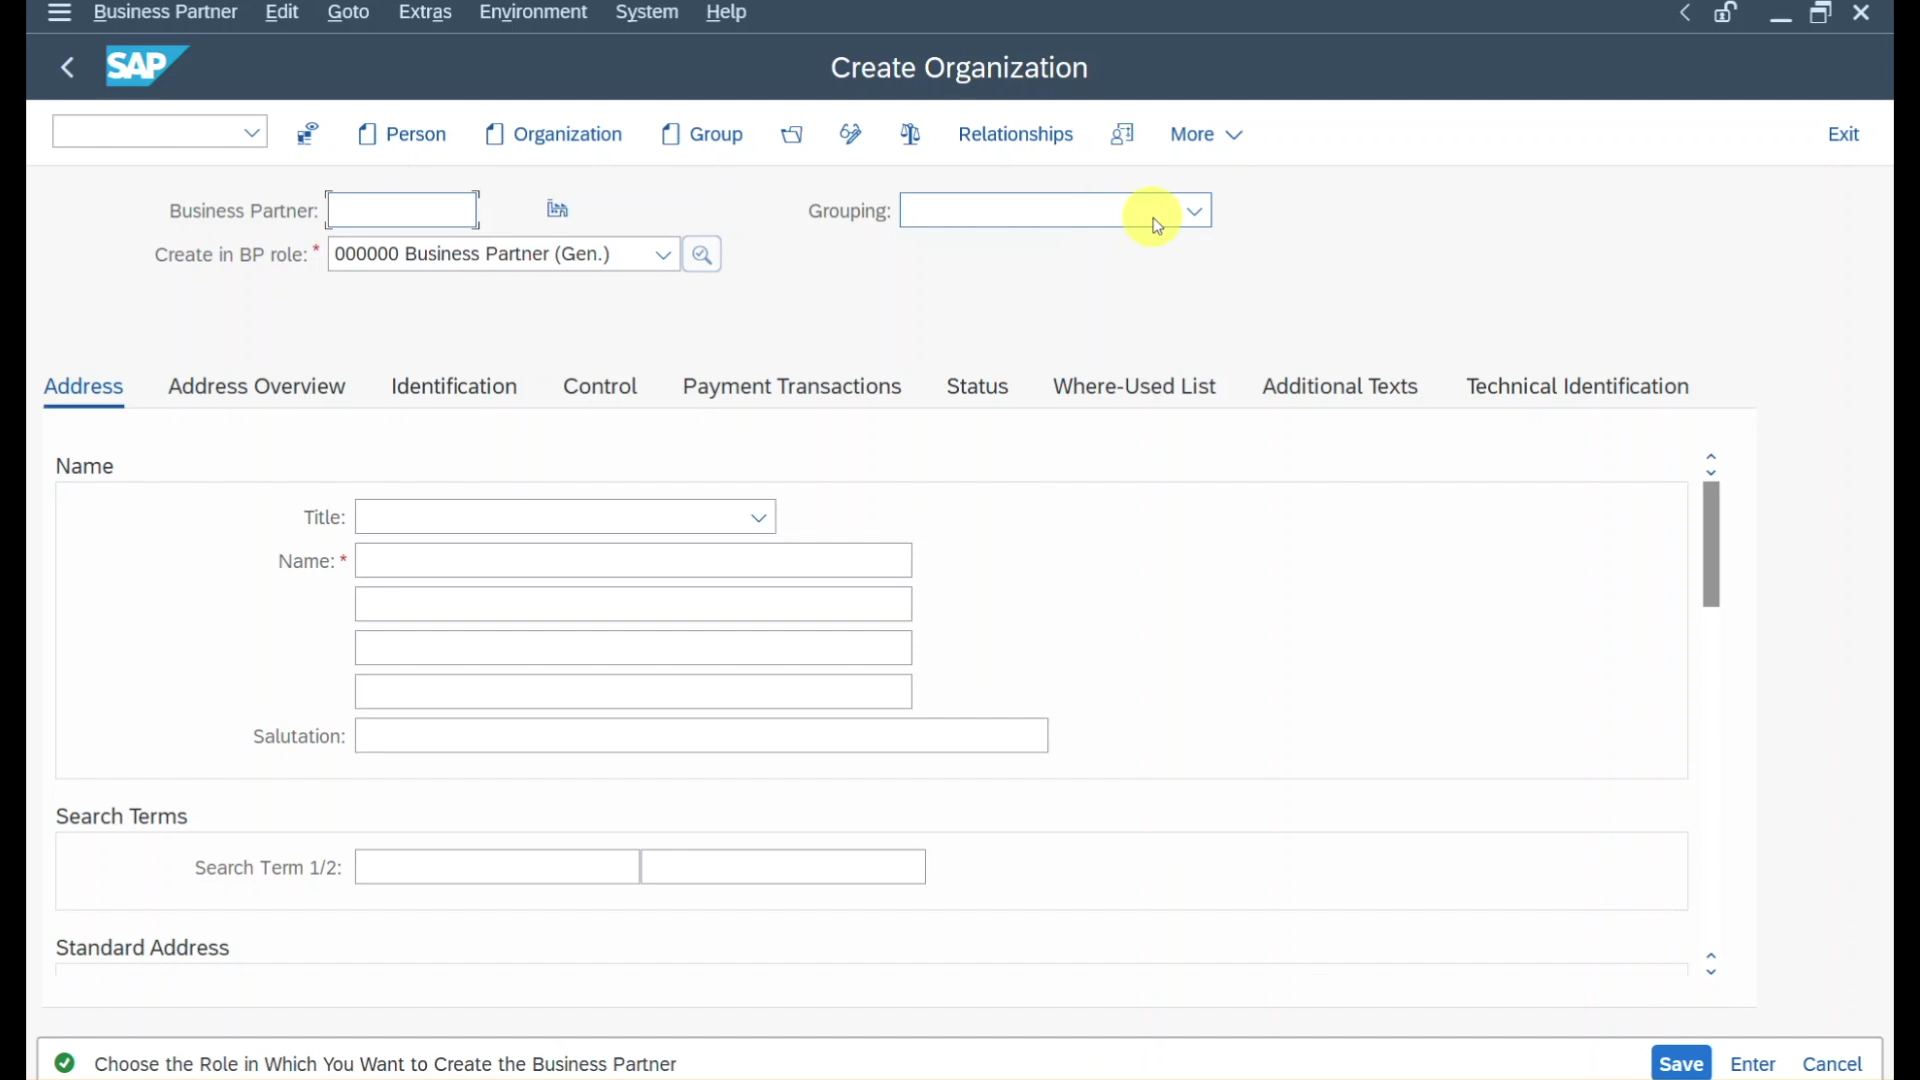 Business Partner Edit Goto Extras Environment System Help
SAP Create Organization
Person Organization Group Relationships More Exit
Business Partner: Grouping:
Create in BP role: * 000000 Business Partner (Gen.)
Address Address Overview Identification Control Payment Transactions Status Where-Used List Additional Texts Technical Identification
Name
Title:
Name: *
Salutation:
Search Terms
Search Term 1/2:
Standard Address
Choose the Role in Which You Want to Create the Business Partner Save Enter Cancel